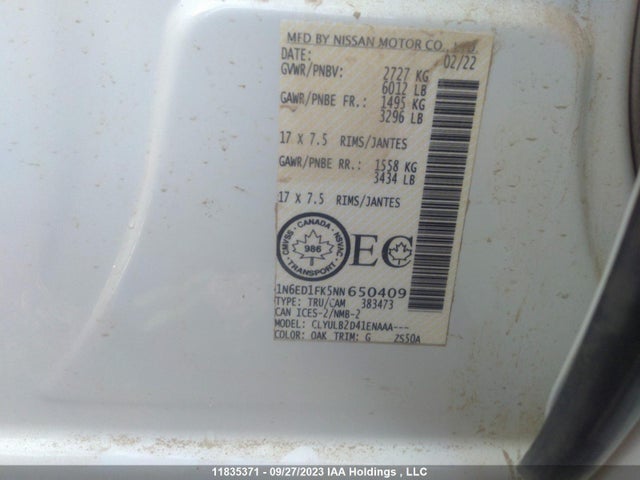 MFD BY NISSAN MOTOR CO., LTD.
DATE: 02/22
GVWR/PNBV: 2727 KG
6012 LB
GAWR/PNBE FR.: 1495 KG
3296 LB
17 X 7.5 RIMS/JANTES
GAWR/PNBE RR.: 1558 KG
3434 LB
17 X 7.5 RIMS/JANTES
CANADA
CMVSS NSVAC
986
TRANSPORT
EC
1N6ED1FK5NN650409
TYPE: TRU/CAM 383473
CAN ICES-2/NMB-2
MODEL: CLYULB2D41ENAAA---
COLOR: QAK TRIM: G 2S50A
11835371 - 09/27/2023 IAA Holdings , LLC